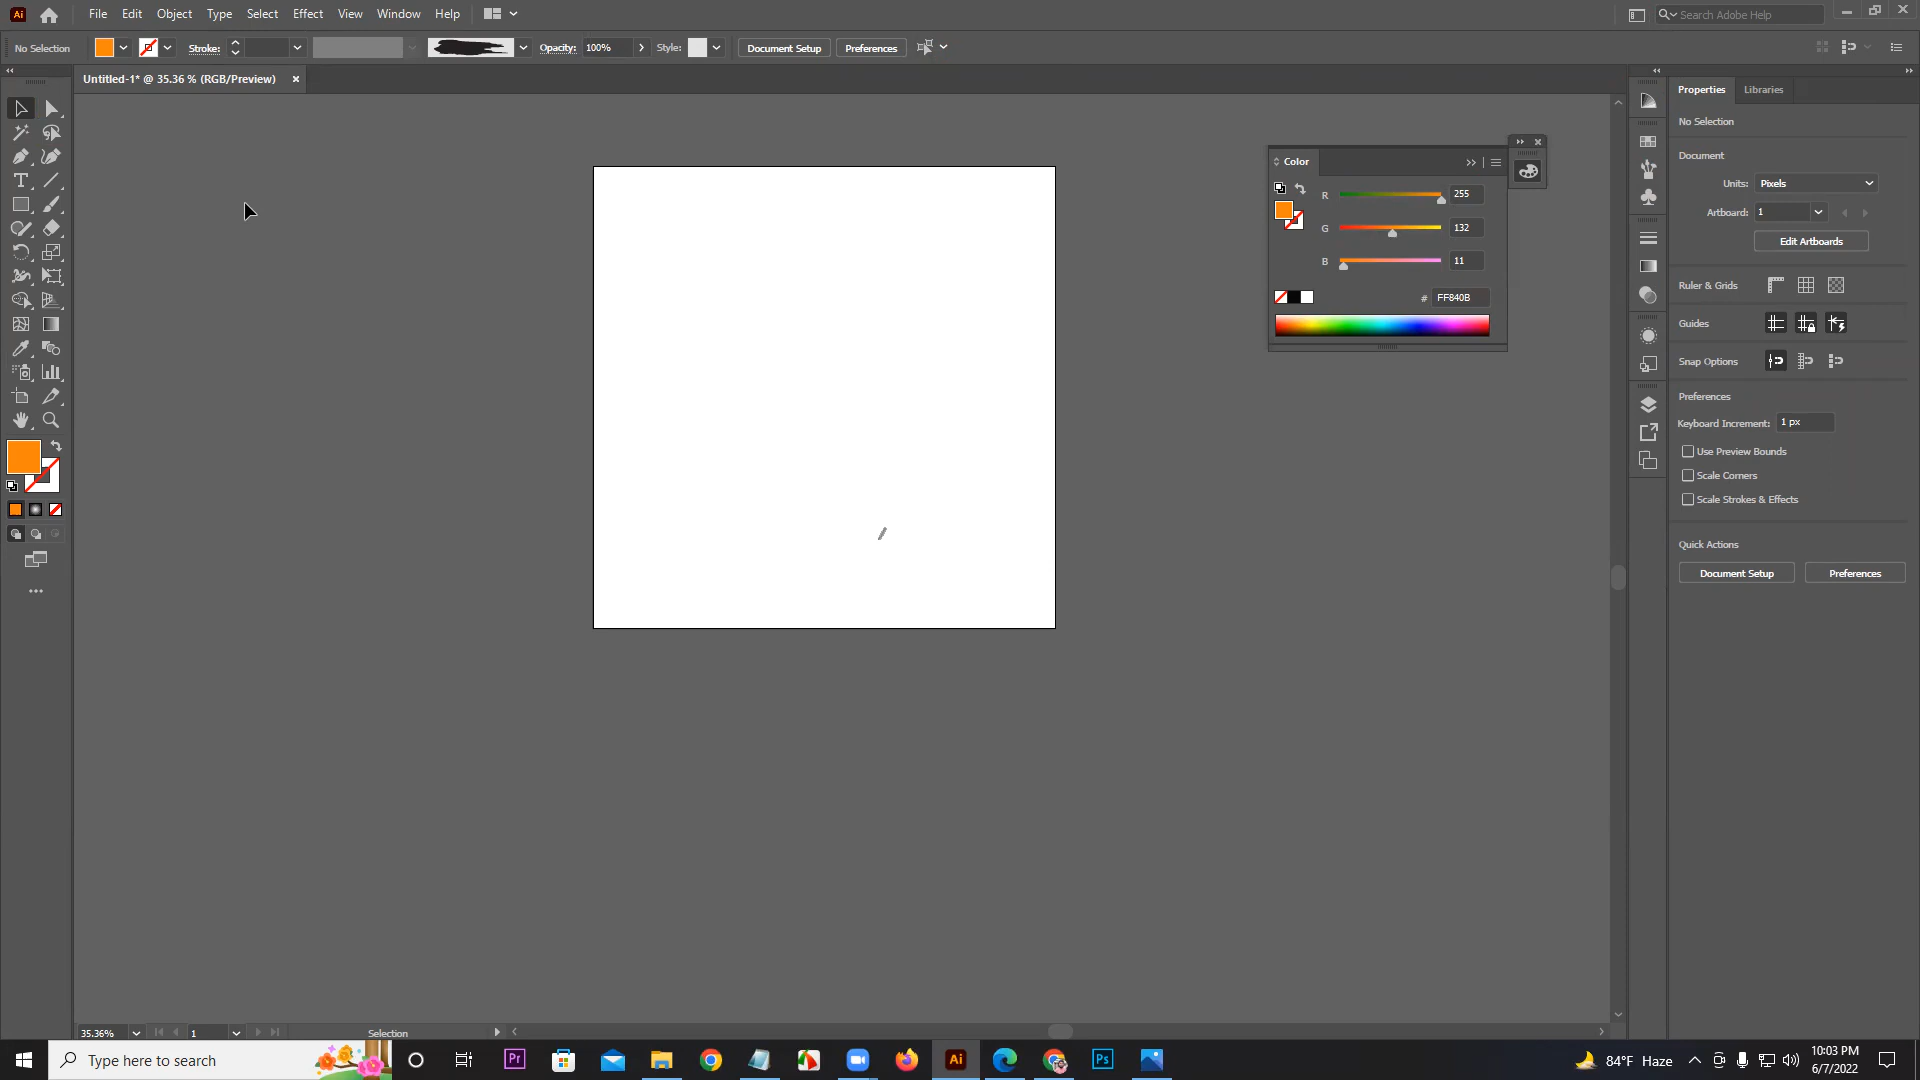 Ai File Edit Object Type Select Effect View Window Help Search Adobe Help
No Selection Stroke: Opacity: 100% Style: Document Setup Preferences
Untitled-1* @ 35.36 % (RGB/Preview) ×
Properties Libraries
No Selection
Document
Units: Pixels
Artboard: 1
Edit Artboards
Ruler & Grids
Guides
Snap Options
Preferences
Keyboard Increment: 1 px
Use Preview Bounds
Scale Corners
Scale Strokes & Effects
Quick Actions
Document Setup Preferences
Color
R 255
G 132
B 11
# FF840B
35.36% 1 Selection
Type here to search Pr Ai Ps 84°F Haze 10:03 PM
6/7/2022